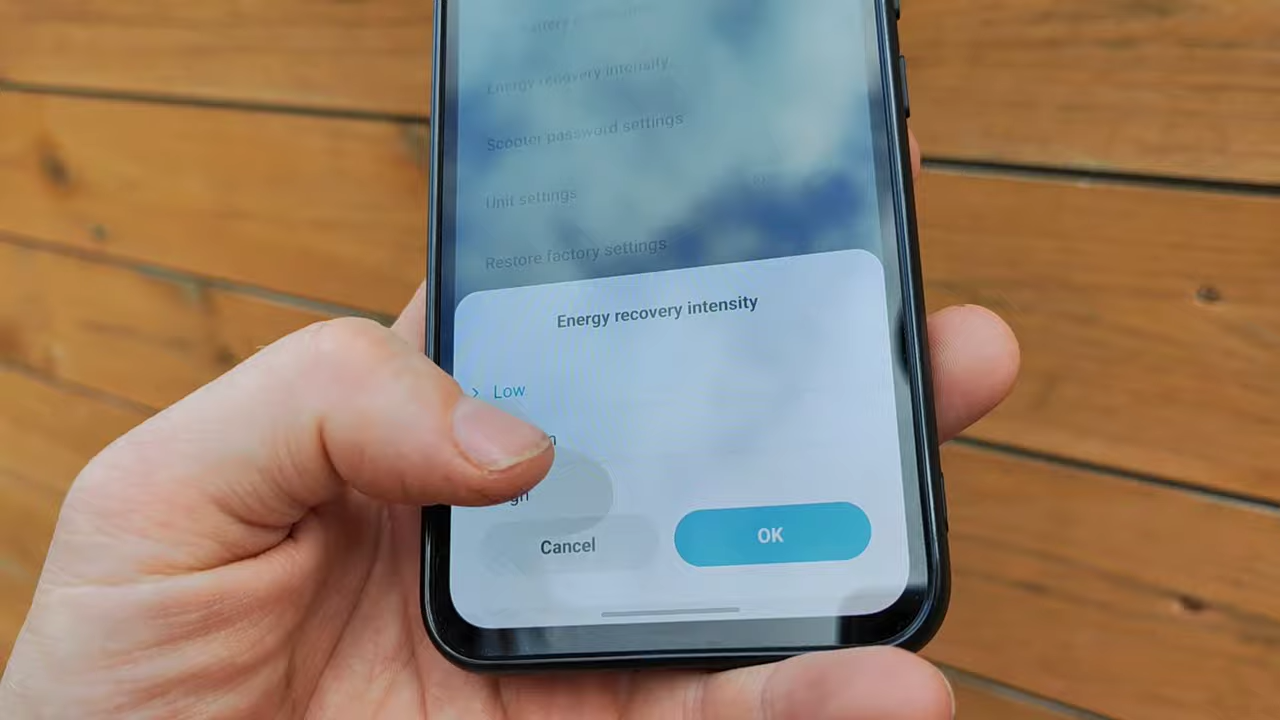 Energy recovery intensity
Scooter password settings
Unit settings
Restore factory settings
Energy recovery intensity
Low
Cancel
OK